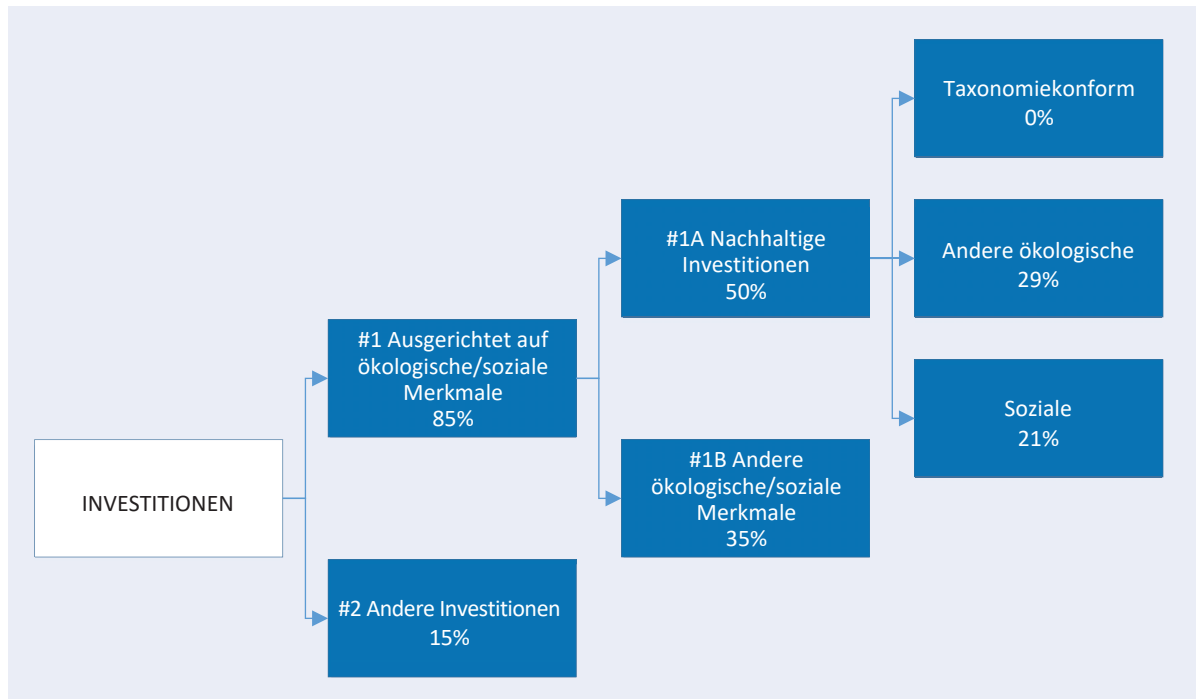 INVESTITIONEN
#1 Ausgerichtet auf
ökologische/soziale
Merkmale
85%
#2 Andere Investitionen
15%
#1A Nachhaltige
Investitionen
50%
#1B Andere
ökologische/soziale
Merkmale
35%
Taxonomiekonform
0%
Andere ökologische
29%
Soziale
21%